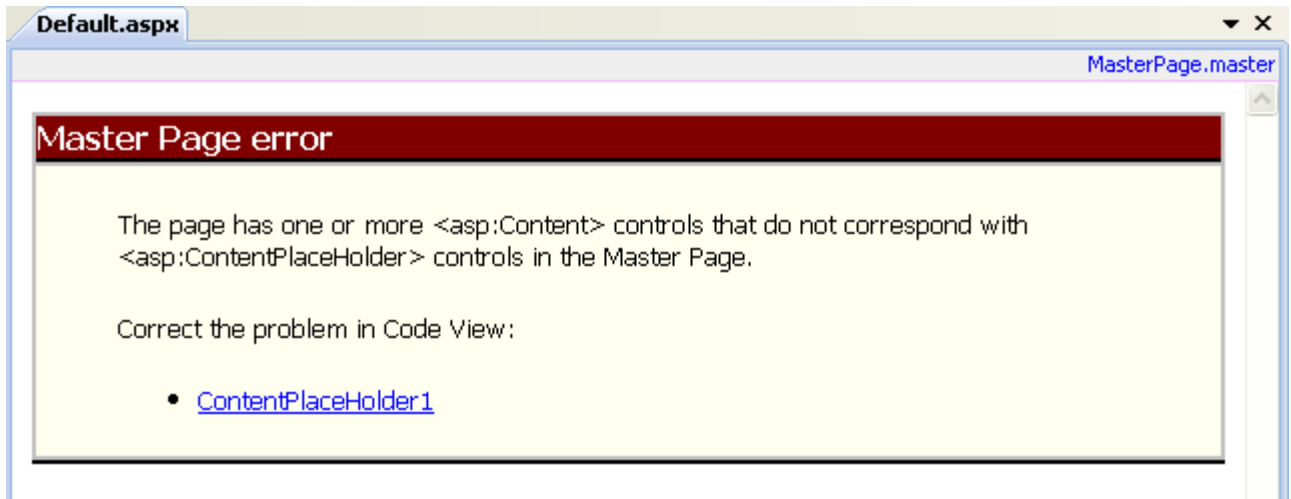 Default.aspx
MasterPage.master
Master Page error
The page has one or more <asp:Content> controls that do not correspond with
<asp:ContentPlaceHolder> controls in the Master Page.
Correct the problem in Code View:
• ContentPlaceHolder1